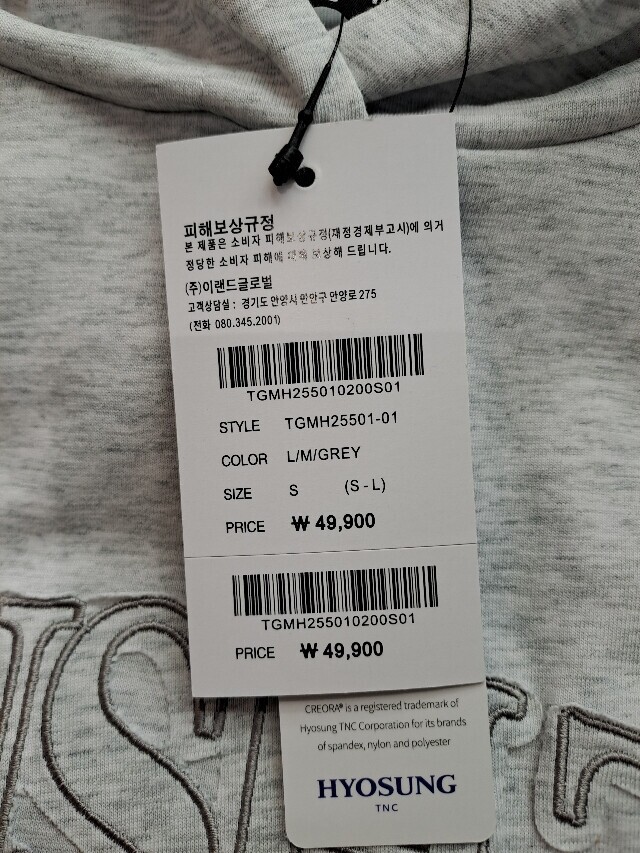 피해보상규정
본 제품은 소비자 피해보상규정(재정경제부고시)에 의거
정당한 소비자 피해에 대해 보상해 드립니다.
(주)이랜드글로벌
고객상담실 : 경기도 안양시 만안구 안양로 275
(전화 080.345.2001)
TGMH255010200S01
STYLE TGMH25501-01
COLOR L/M/GREY
SIZE S (S - L)
PRICE ₩ 49,900
TGMH255010200S01
PRICE ₩ 49,900
CREORA® is a registered trademark of
Hyosung TNC Corporation for its brands
of spandex, nylon and polyester
HYOSUNG
TNC